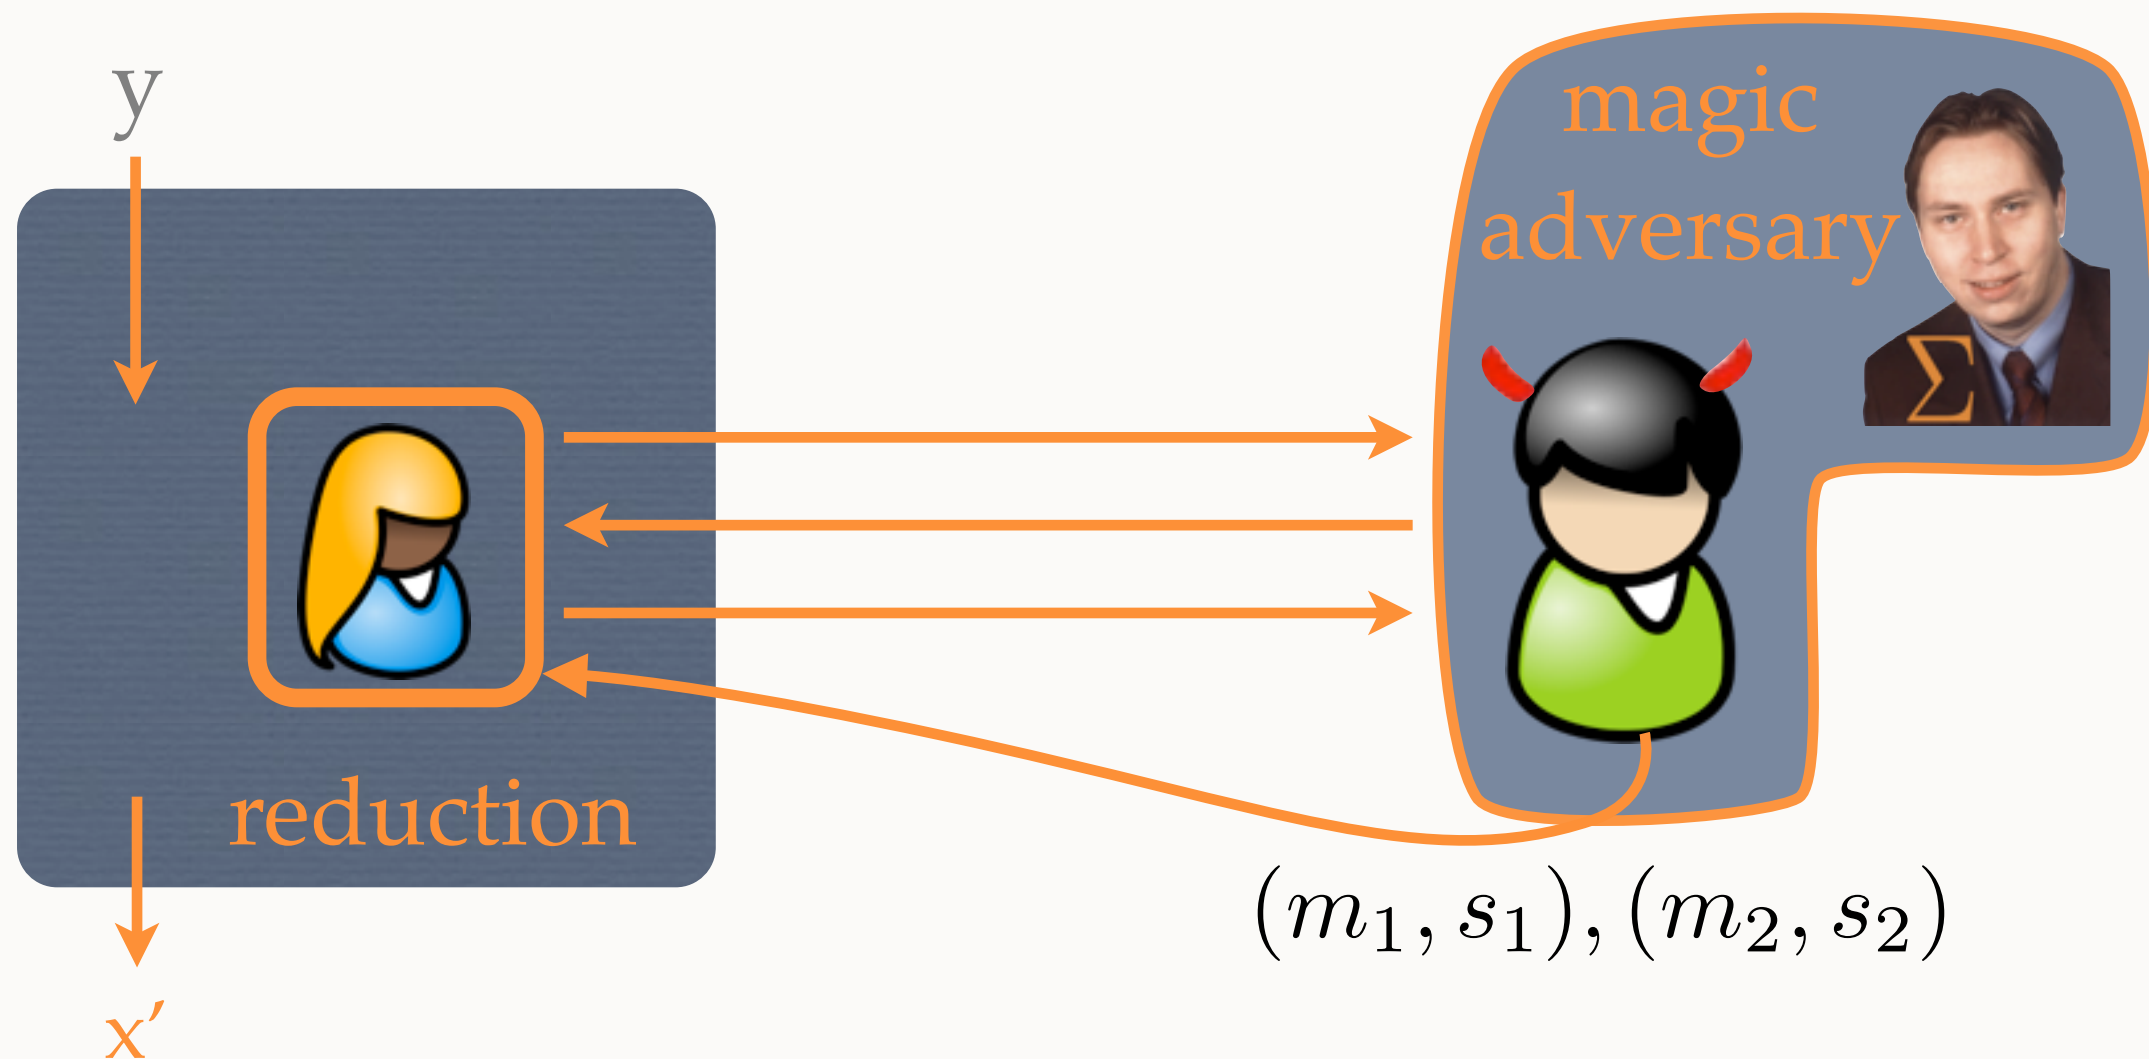 y
magic
adversary
Σ
reduction
(m₁, s₁), (m₂, s₂)
x′